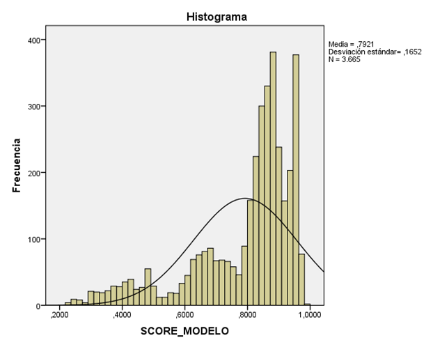 Histograma
Media = ,7921
Desviación estándar= ,1652
N = 3.665
Frecuencia
400
300
200
100
0
,2000 ,4000 ,6000 ,8000 1,0000
SCORE_MODELO